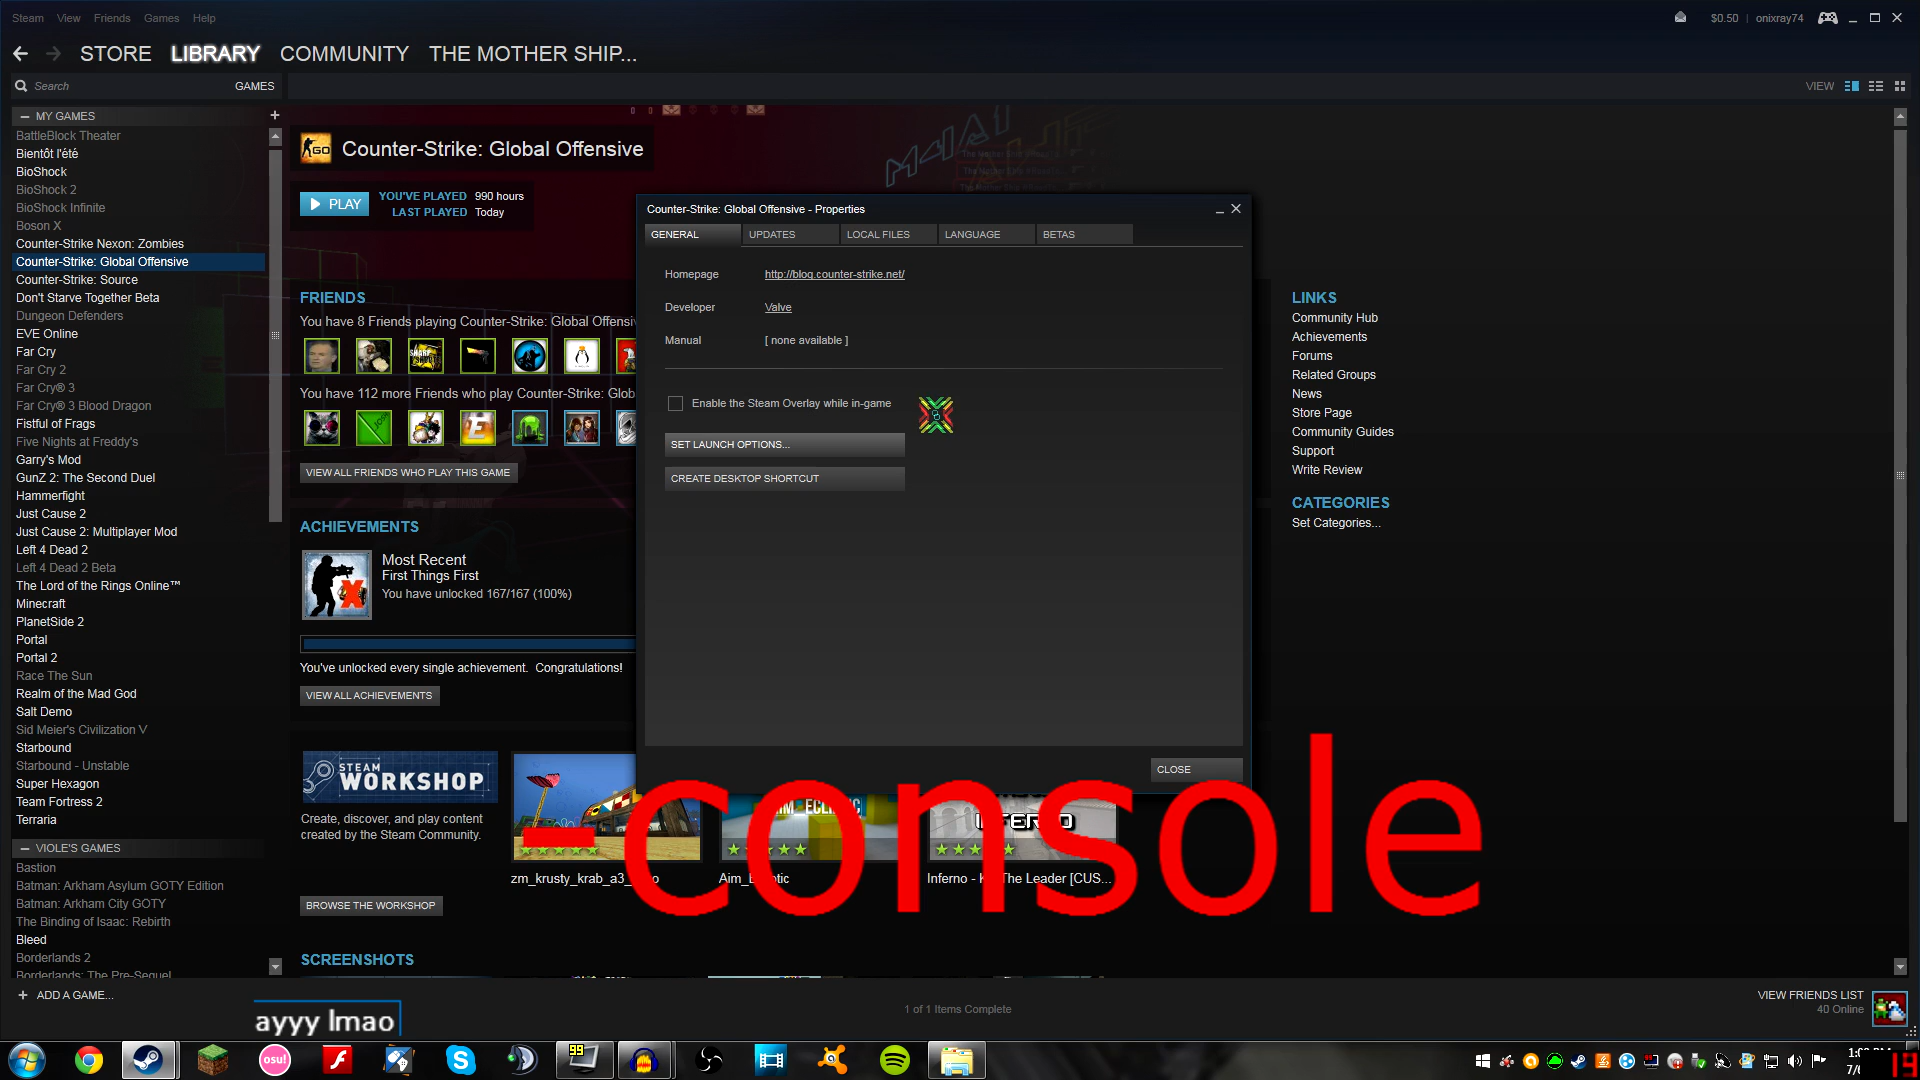 Steam View Friends Games Help
$0.50 | onixray74
STORE LIBRARY COMMUNITY THE MOTHER SHIP...
Search GAMES
VIEW
MY GAMES
BattleBlock Theater
Bientôt l'été
BioShock
BioShock 2
BioShock Infinite
Boson X
Counter-Strike Nexon: Zombies
Counter-Strike: Global Offensive
Counter-Strike: Source
Don't Starve Together Beta
Dungeon Defenders
EVE Online
Far Cry
Far Cry 2
Far Cry® 3
Far Cry® 3 Blood Dragon
Fistful of Frags
Five Nights at Freddy's
Garry's Mod
GunZ 2: The Second Duel
Hammerfight
Just Cause 2
Just Cause 2: Multiplayer Mod
Left 4 Dead 2
Left 4 Dead 2 Beta
The Lord of the Rings Online™
Minecraft
PlanetSide 2
Portal
Portal 2
Race The Sun
Realm of the Mad God
Salt Demo
Sid Meier's Civilization V
Starbound
Starbound - Unstable
Super Hexagon
Team Fortress 2
Terraria
VIOLE'S GAMES
Bastion
Batman: Arkham Asylum GOTY Edition
Batman: Arkham City GOTY
The Binding of Isaac: Rebirth
Bleed
Borderlands 2
Borderlands: The Pre-Sequel
+ ADD A GAME...
GO
Counter-Strike: Global Offensive
PLAY
YOU'VE PLAYED 990 hours
LAST PLAYED Today
FRIENDS
You have 8 Friends playing Counter-Strike: Global Offensiv
You have 112 more Friends who play Counter-Strike: Glob
VIEW ALL FRIENDS WHO PLAY THIS GAME
ACHIEVEMENTS
Most Recent
First Things First
You have unlocked 167/167 (100%)
You've unlocked every single achievement. Congratulations!
VIEW ALL ACHIEVEMENTS
STEAM
WORKSHOP
Create, discover, and play content
created by the Steam Community.
BROWSE THE WORKSHOP
zm_krusty_krab_a3_
Inferno - The Leader [CUS...
SCREENSHOTS
Counter-Strike: Global Offensive - Properties
GENERAL UPDATES LOCAL FILES LANGUAGE BETAS
Homepage http://blog.counter-strike.net/
Developer Valve
Manual [ none available ]
Enable the Steam Overlay while in-game
SET LAUNCH OPTIONS...
CREATE DESKTOP SHORTCUT
CLOSE
console
LINKS
Community Hub
Achievements
Forums
Related Groups
News
Store Page
Community Guides
Support
Write Review
CATEGORIES
Set Categories...
1 of 1 Items Complete
VIEW FRIENDS LIST
40 Online
ayyy lmao
osu!
99